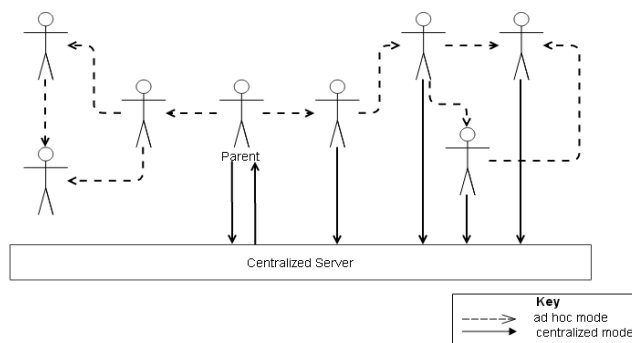 Parent
Centralized Server
Key
ad hoc mode
centralized mode